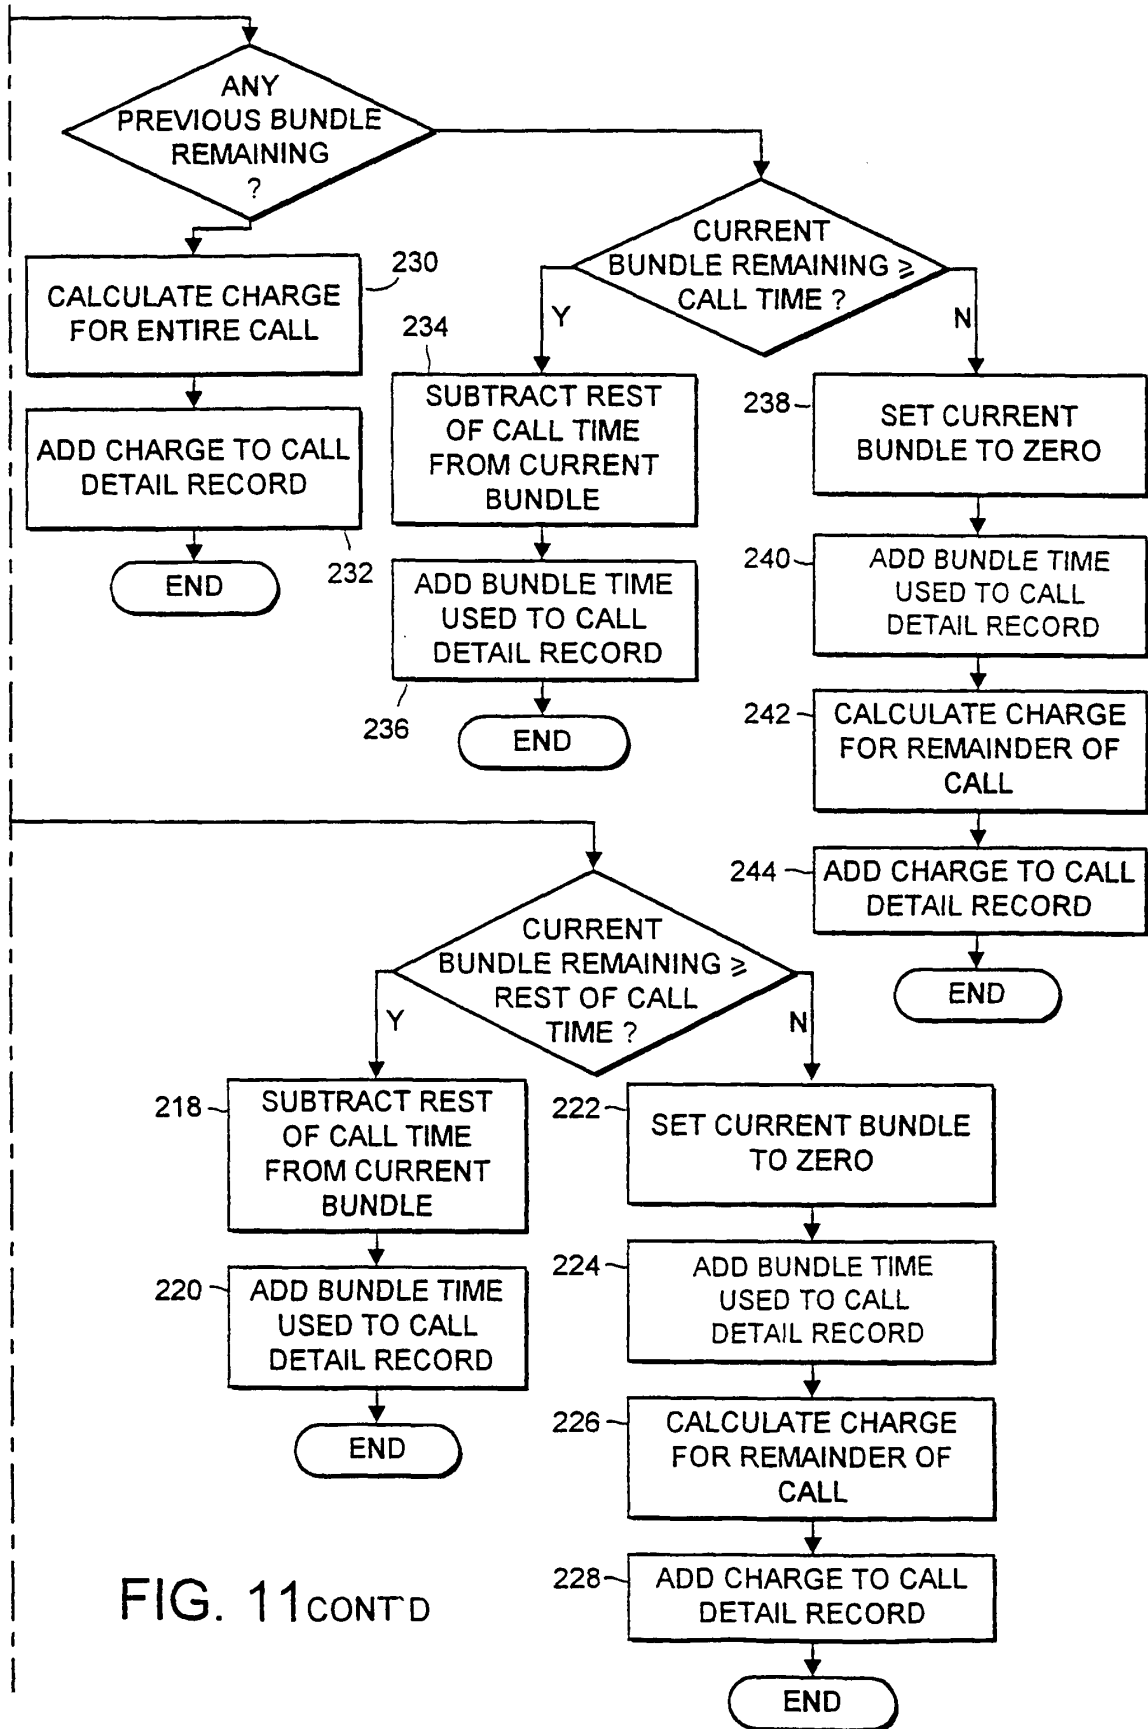 ANY
PREVIOUS BUNDLE
REMAINING
?
CURRENT
BUNDLE REMAINING ≥
CALL TIME ?
Y
N
230
CALCULATE CHARGE
FOR ENTIRE CALL
ADD CHARGE TO CALL
DETAIL RECORD
232
END
234
SUBTRACT REST
OF CALL TIME
FROM CURRENT
BUNDLE
ADD BUNDLE TIME
USED TO CALL
DETAIL RECORD
236
END
238
SET CURRENT
BUNDLE TO ZERO
240
ADD BUNDLE TIME
USED TO CALL
DETAIL RECORD
242
CALCULATE CHARGE
FOR REMAINDER OF
CALL
244
ADD CHARGE TO CALL
DETAIL RECORD
END
CURRENT
BUNDLE REMAINING ≥
REST OF CALL
TIME ?
Y
N
218
SUBTRACT REST
OF CALL TIME
FROM CURRENT
BUNDLE
220
ADD BUNDLE TIME
USED TO CALL
DETAIL RECORD
END
222
SET CURRENT BUNDLE
TO ZERO
224
ADD BUNDLE TIME
USED TO CALL
DETAIL RECORD
226
CALCULATE CHARGE
FOR REMAINDER OF
CALL
228
ADD CHARGE TO CALL
DETAIL RECORD
END
FIG. 11 CONT'D